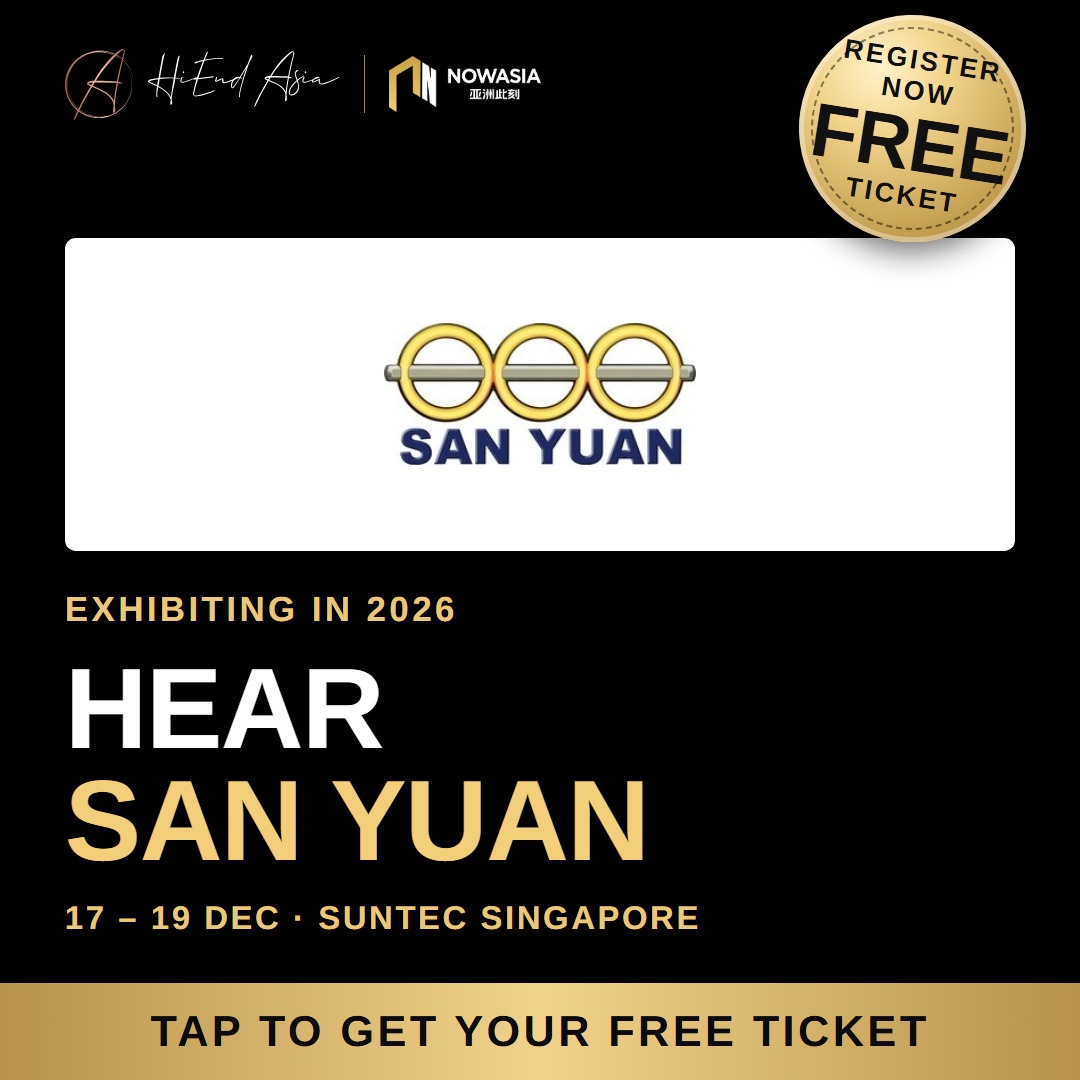 HiEnd Asia
NOWASIA
亚洲此刻
REGISTER
NOW
FREE
TICKET
SAN YUAN
EXHIBITING IN 2026
HEAR
SAN YUAN
17 – 19 DEC · SUNTEC SINGAPORE
TAP TO GET YOUR FREE TICKET